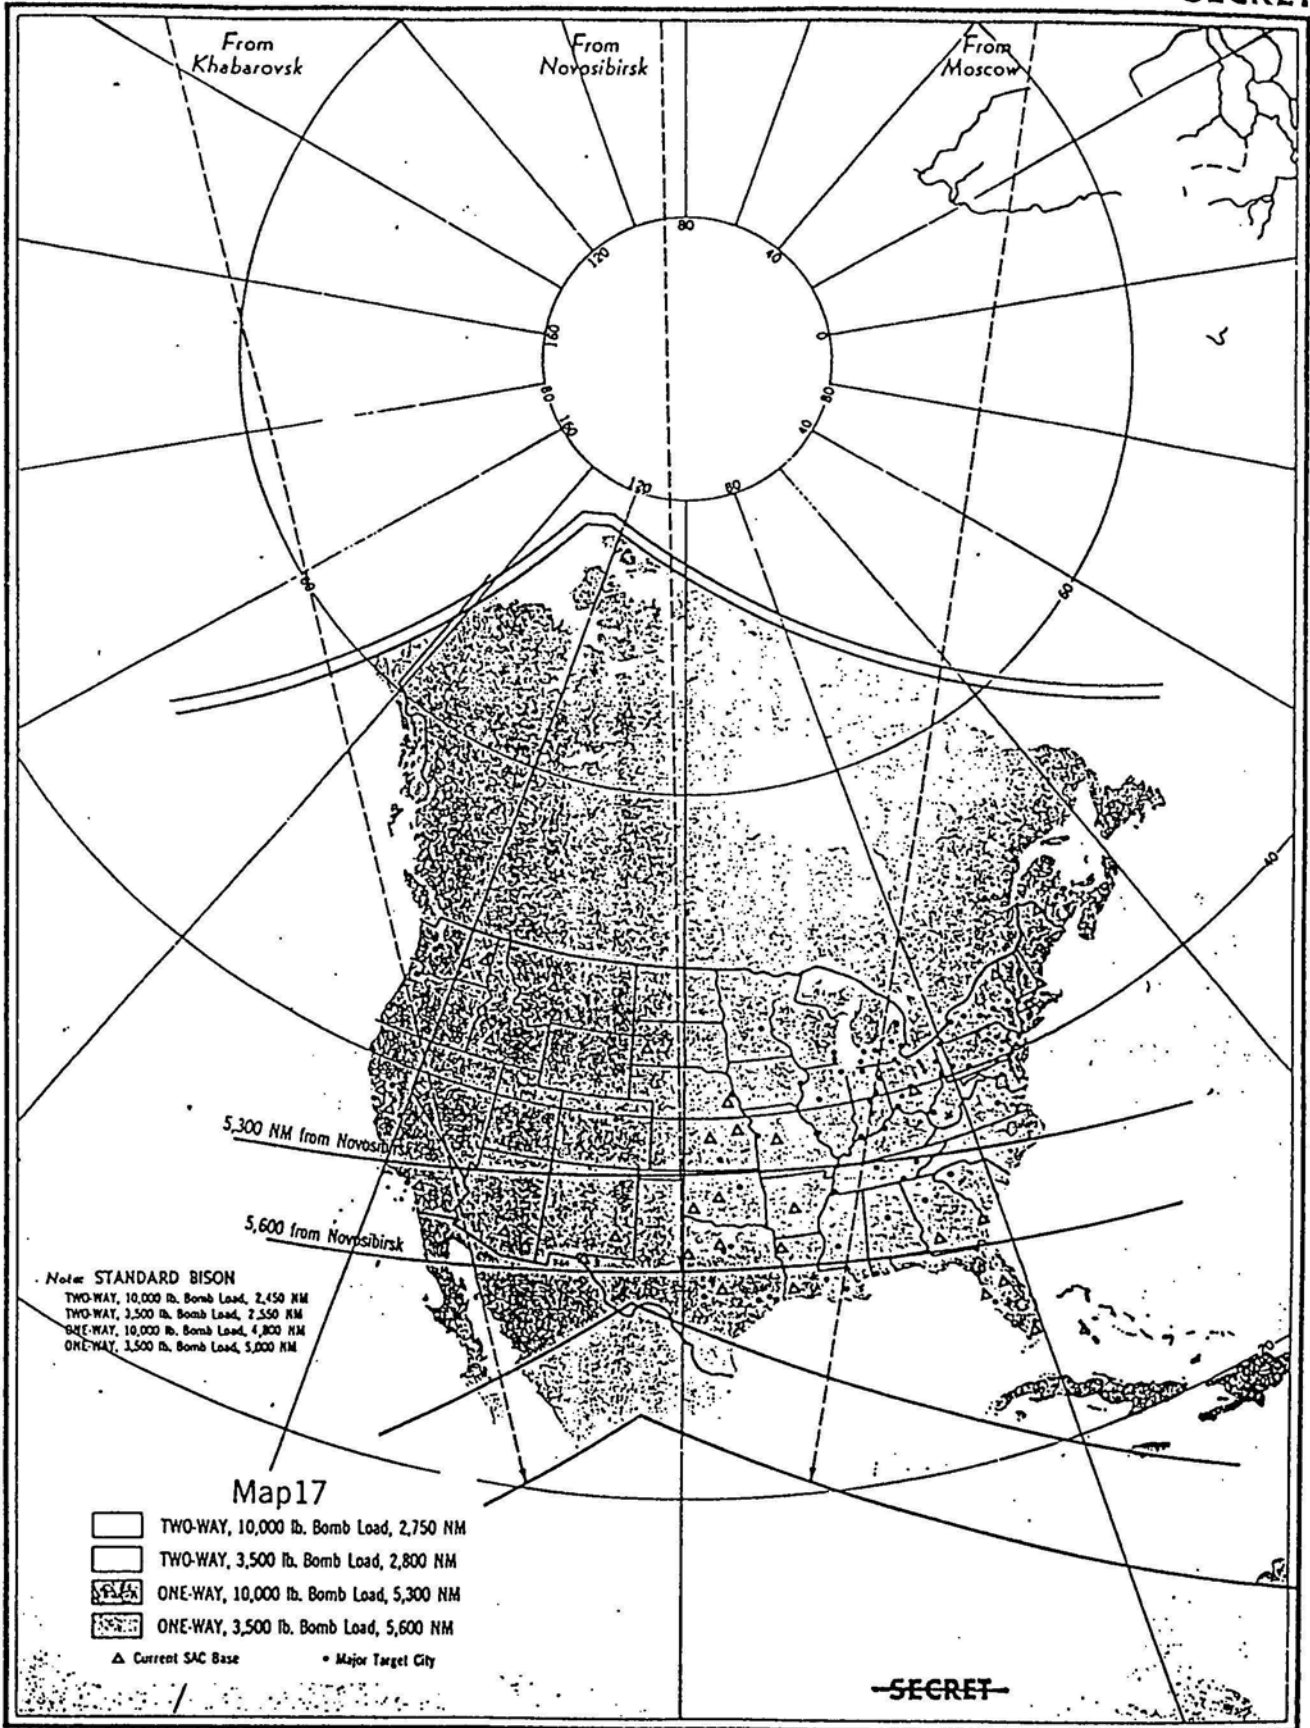 SECRET
From
Khabarovsk
From
Novosibirsk
From
Moscow
80
120
40
160
0
80
80
160
40
120
80
60
60
40
5,300 NM from Novosibirsk
5,600 from Novosibirsk
Note: STANDARD BISON
TWO-WAY, 10,000 lb. Bomb Load, 2,450 NM
TWO-WAY, 3,500 lb. Bomb Load, 2,550 NM
ONE-WAY, 10,000 lb. Bomb Load, 4,800 NM
ONE-WAY, 3,500 lb. Bomb Load, 5,000 NM
20
Map17
TWO-WAY, 10,000 lb. Bomb Load, 2,750 NM
TWO-WAY, 3,500 lb. Bomb Load, 2,800 NM
ONE-WAY, 10,000 lb. Bomb Load, 5,300 NM
ONE-WAY, 3,500 lb. Bomb Load, 5,600 NM
Current SAC Base
Major Target City
SECRET